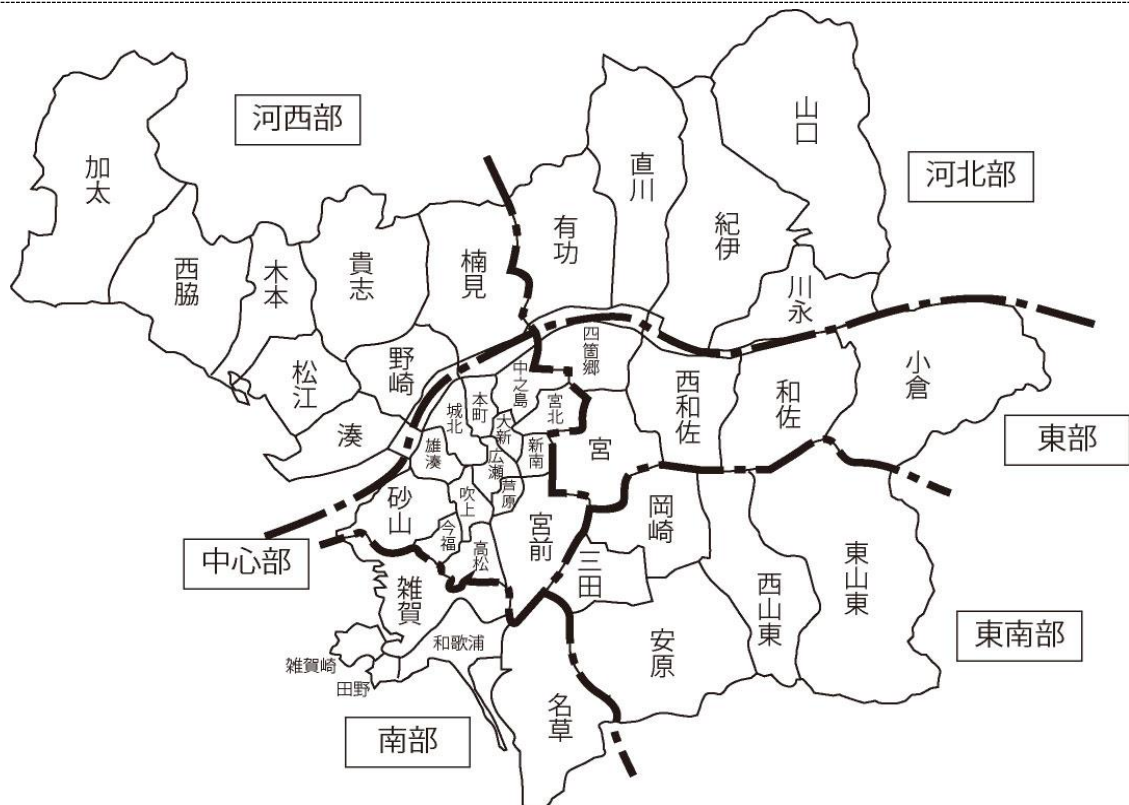 河西部
河北部
東部
中心部
東南部
南部
加太
西脇
木本
貴志
楠見
有功
直川
紀伊
山口
川永
松江
野崎
湊
四箇郷
中之島
宮北
本町
城北
大新
広瀬
新南
雄湊
芦原
吹上
砂山
今福
高松
宮前
宮
西和佐
和佐
小倉
岡崎
三田
西山東
東山東
安原
雑賀
和歌浦
雑賀崎
田野
名草